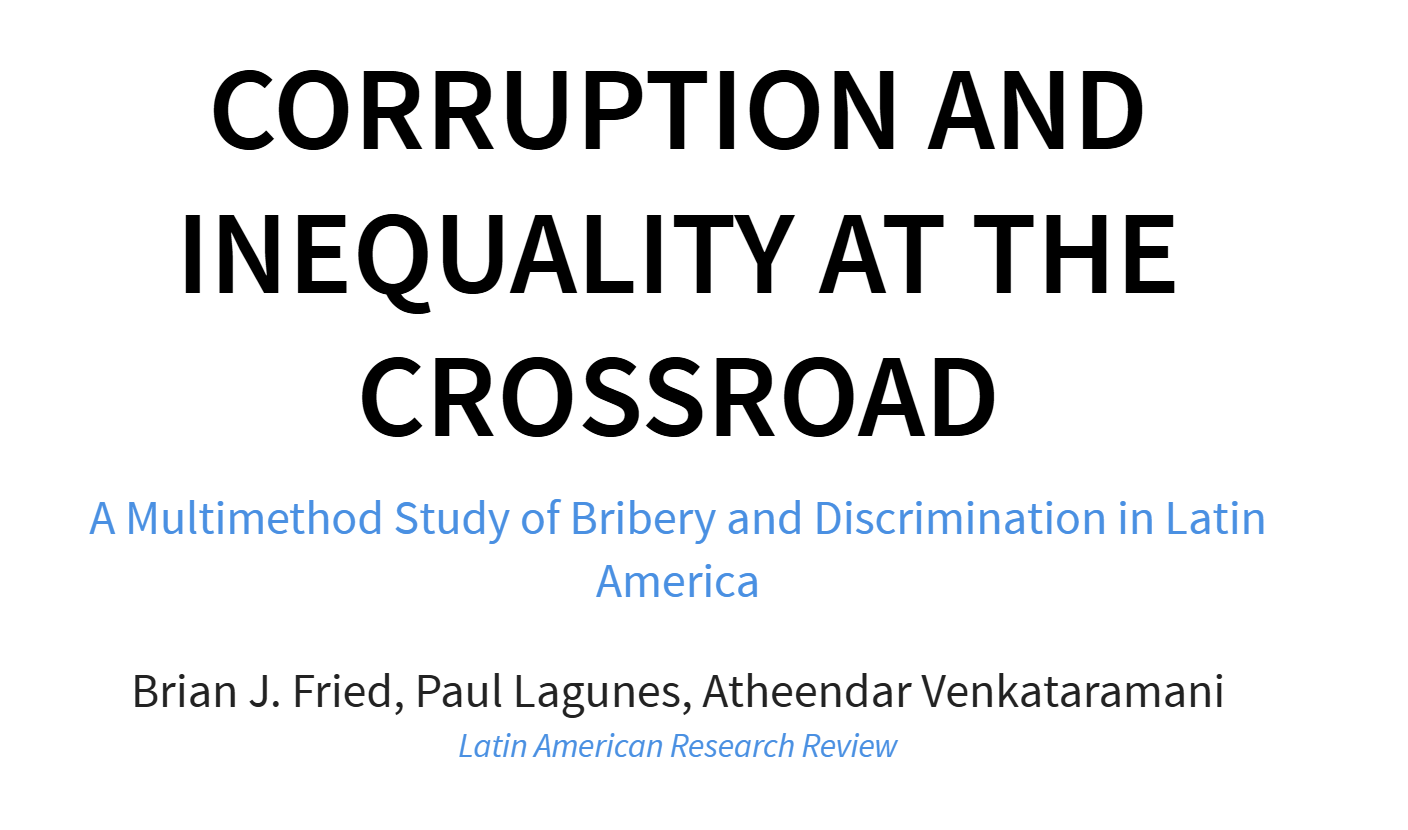 CORRUPTION AND
INEQUALITY AT THE
CROSSROAD
A Multimethod Study of Bribery and Discrimination in Latin
America
Brian J. Fried, Paul Lagunes, Atheendar Venkataramani
Latin American Research Review